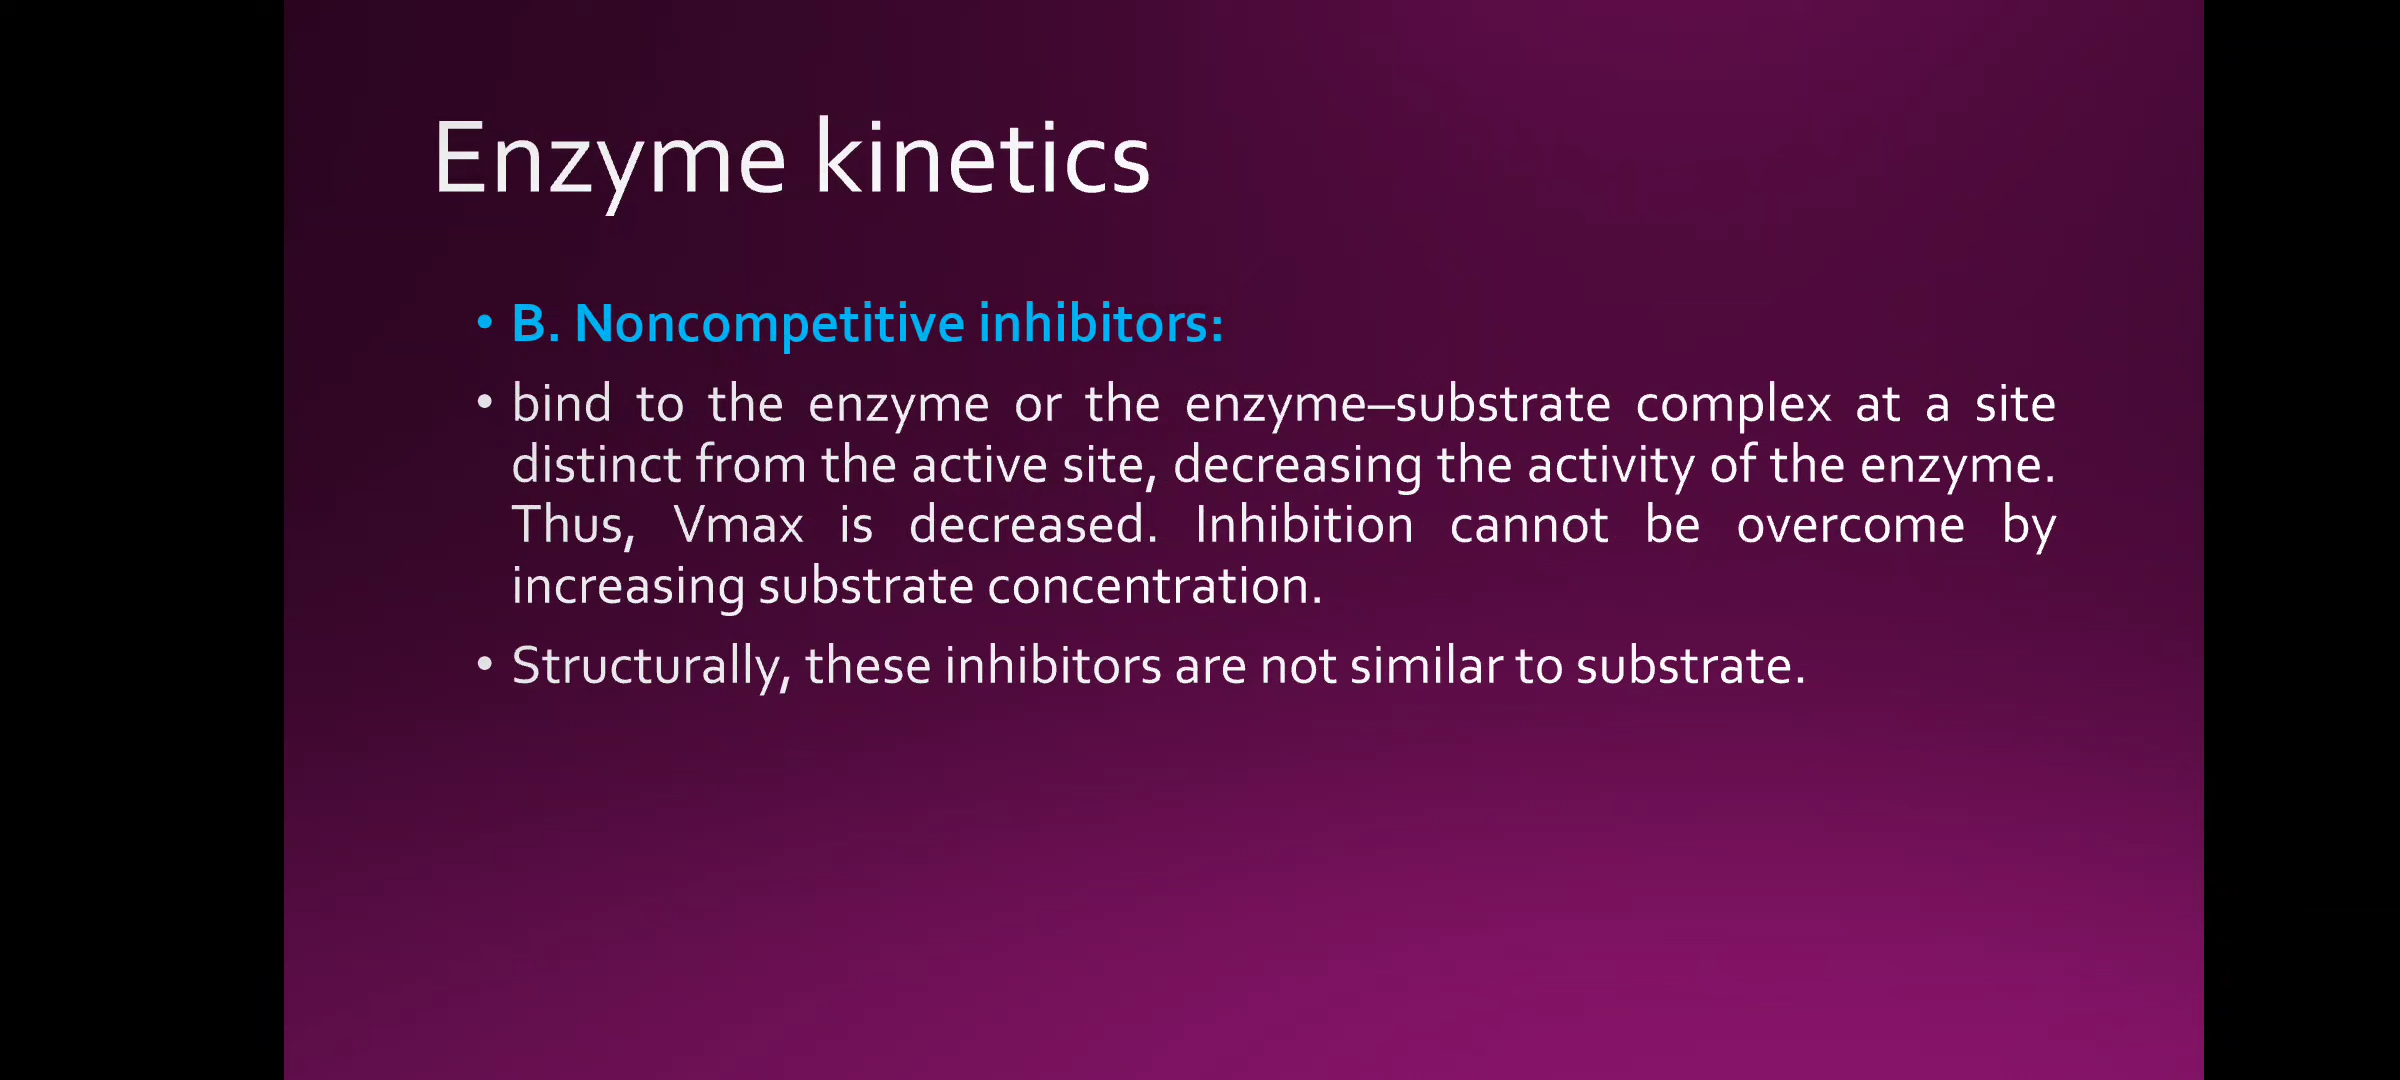 Enzyme kinetics
• B. Noncompetitive inhibitors:
• bind to the enzyme or the enzyme–substrate complex at a site
distinct from the active site, decreasing the activity of the enzyme.
Thus, Vmax is decreased. Inhibition cannot be overcome by
increasing substrate concentration.
• Structurally, these inhibitors are not similar to substrate.